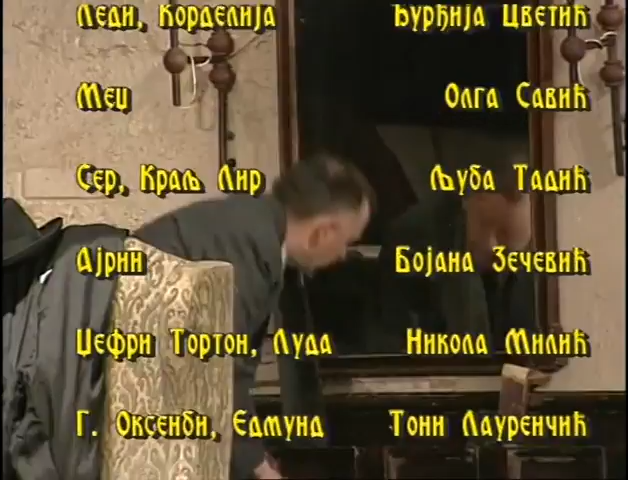 Леди, Корделија Ђурђија Цветић
Мец Олга Савић
Сер, Краљ Лир Љуба Тадић
Ајрин Бојана Зечевић
Џефри Тортон, Луда Никола Милић
Г. Оксенби, Едмунд Тони Лауренчић